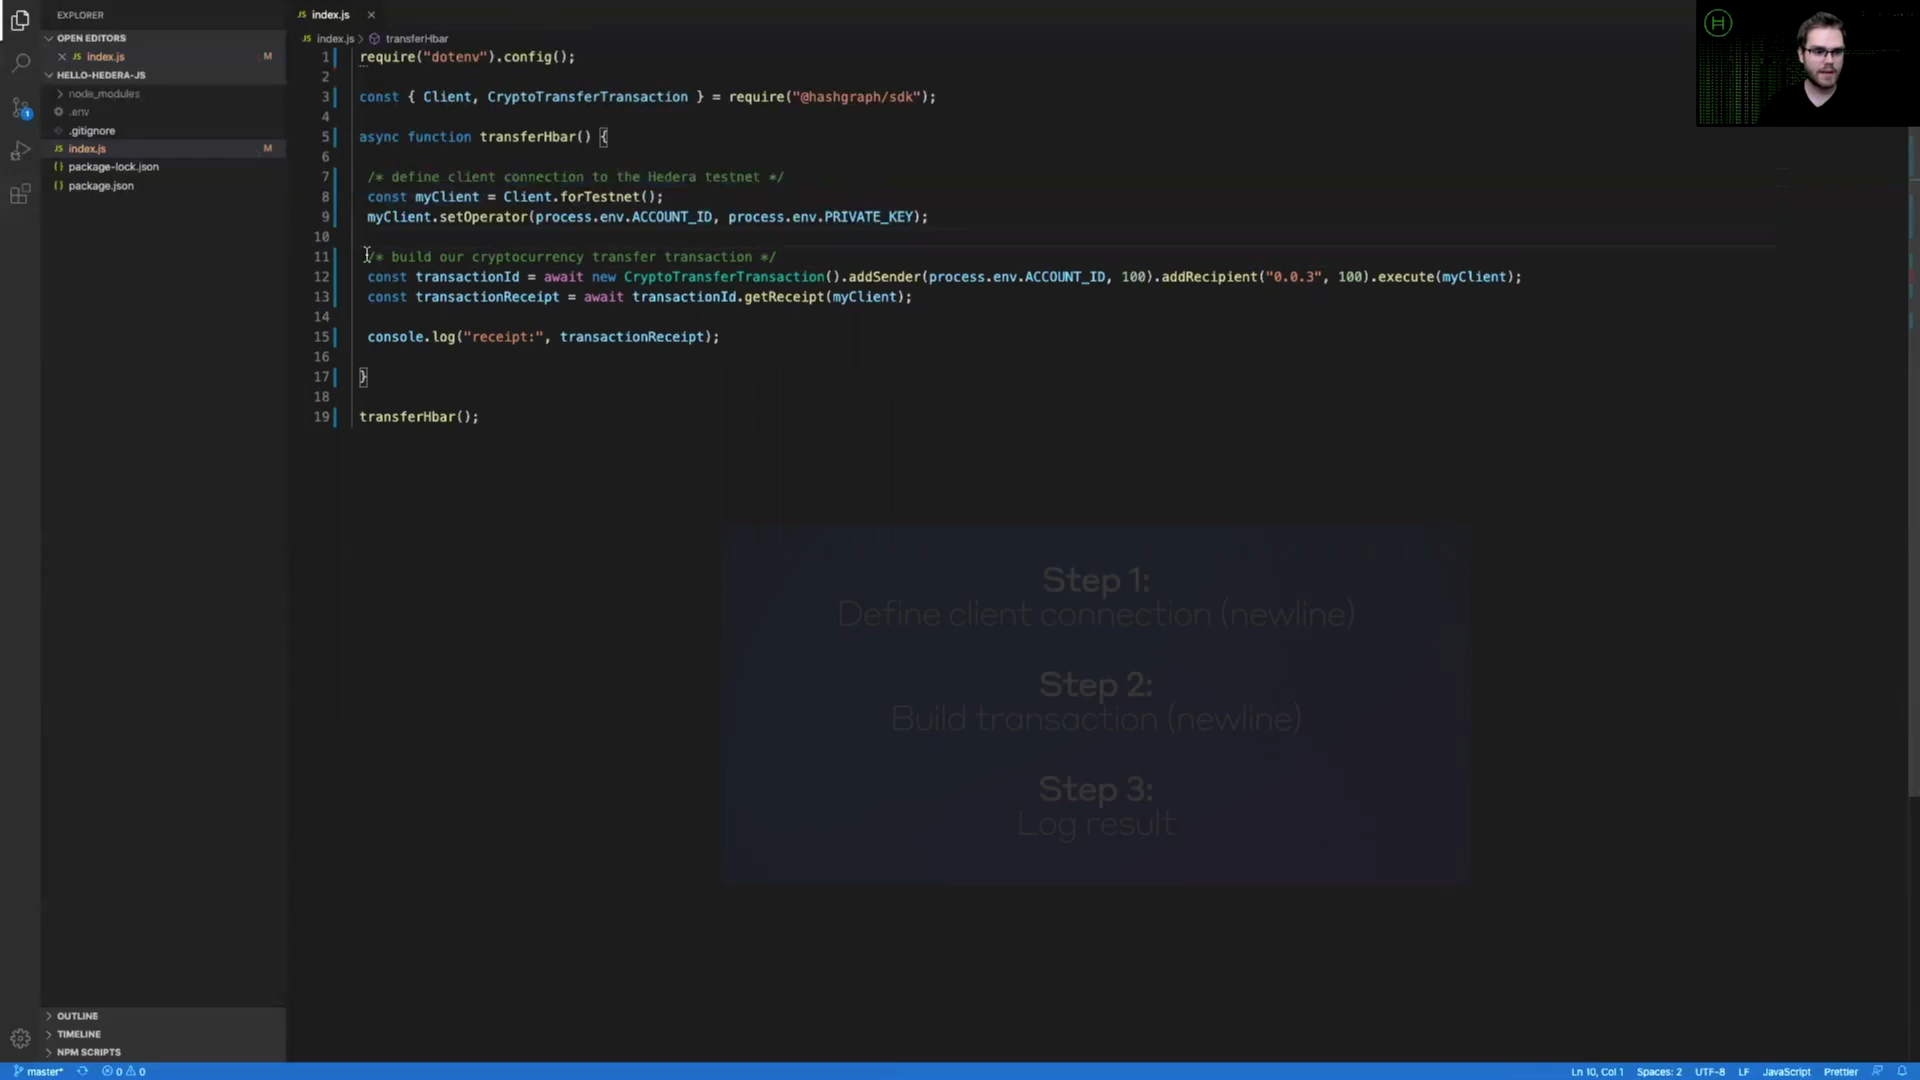 EXPLORER
OPEN EDITORS
JS index.js M
HELLO-HEDERA-JS
node_modules
.env
.gitignore
JS index.js M
{} package-lock.json
{} package.json
JS index.js
JS index.js > transferHbar
1 require("dotenv").config();
2
3 const { Client, CryptoTransferTransaction } = require("@hashgraph/sdk");
4
5 async function transferHbar() {
6
7 /* define client connection to the Hedera testnet */
8 const myClient = Client.forTestnet();
9 myClient.setOperator(process.env.ACCOUNT_ID, process.env.PRIVATE_KEY);
10
11 /* build our cryptocurrency transfer transaction */
12 const transactionId = await new CryptoTransferTransaction().addSender(process.env.ACCOUNT_ID, 100).addRecipient("0.0.3", 100).execute(myClient);
13 const transactionReceipt = await transactionId.getReceipt(myClient);
14
15 console.log("receipt:", transactionReceipt);
16
17 }
18
19 transferHbar();
Step 1:
Define client connection (newline)
Step 2:
Build transaction (newline)
Step 3:
Log result
OUTLINE
TIMELINE
NPM SCRIPTS
1
H
master* 0 0 Ln 10, Col 1 Spaces: 2 UTF-8 LF JavaScript Prettier